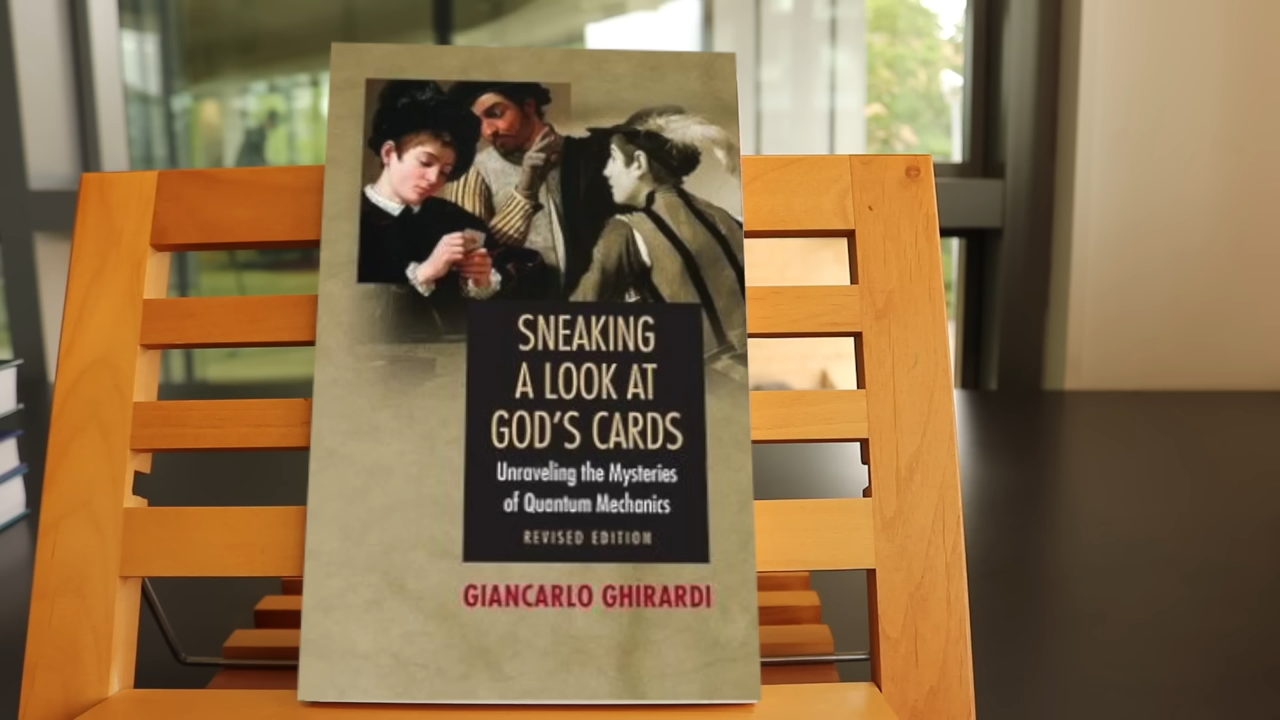 SNEAKING
A LOOK AT
GOD'S CARDS
Unraveling the Mysteries
of Quantum Mechanics
REVISED EDITION
GIANCARLO GHIRARDI